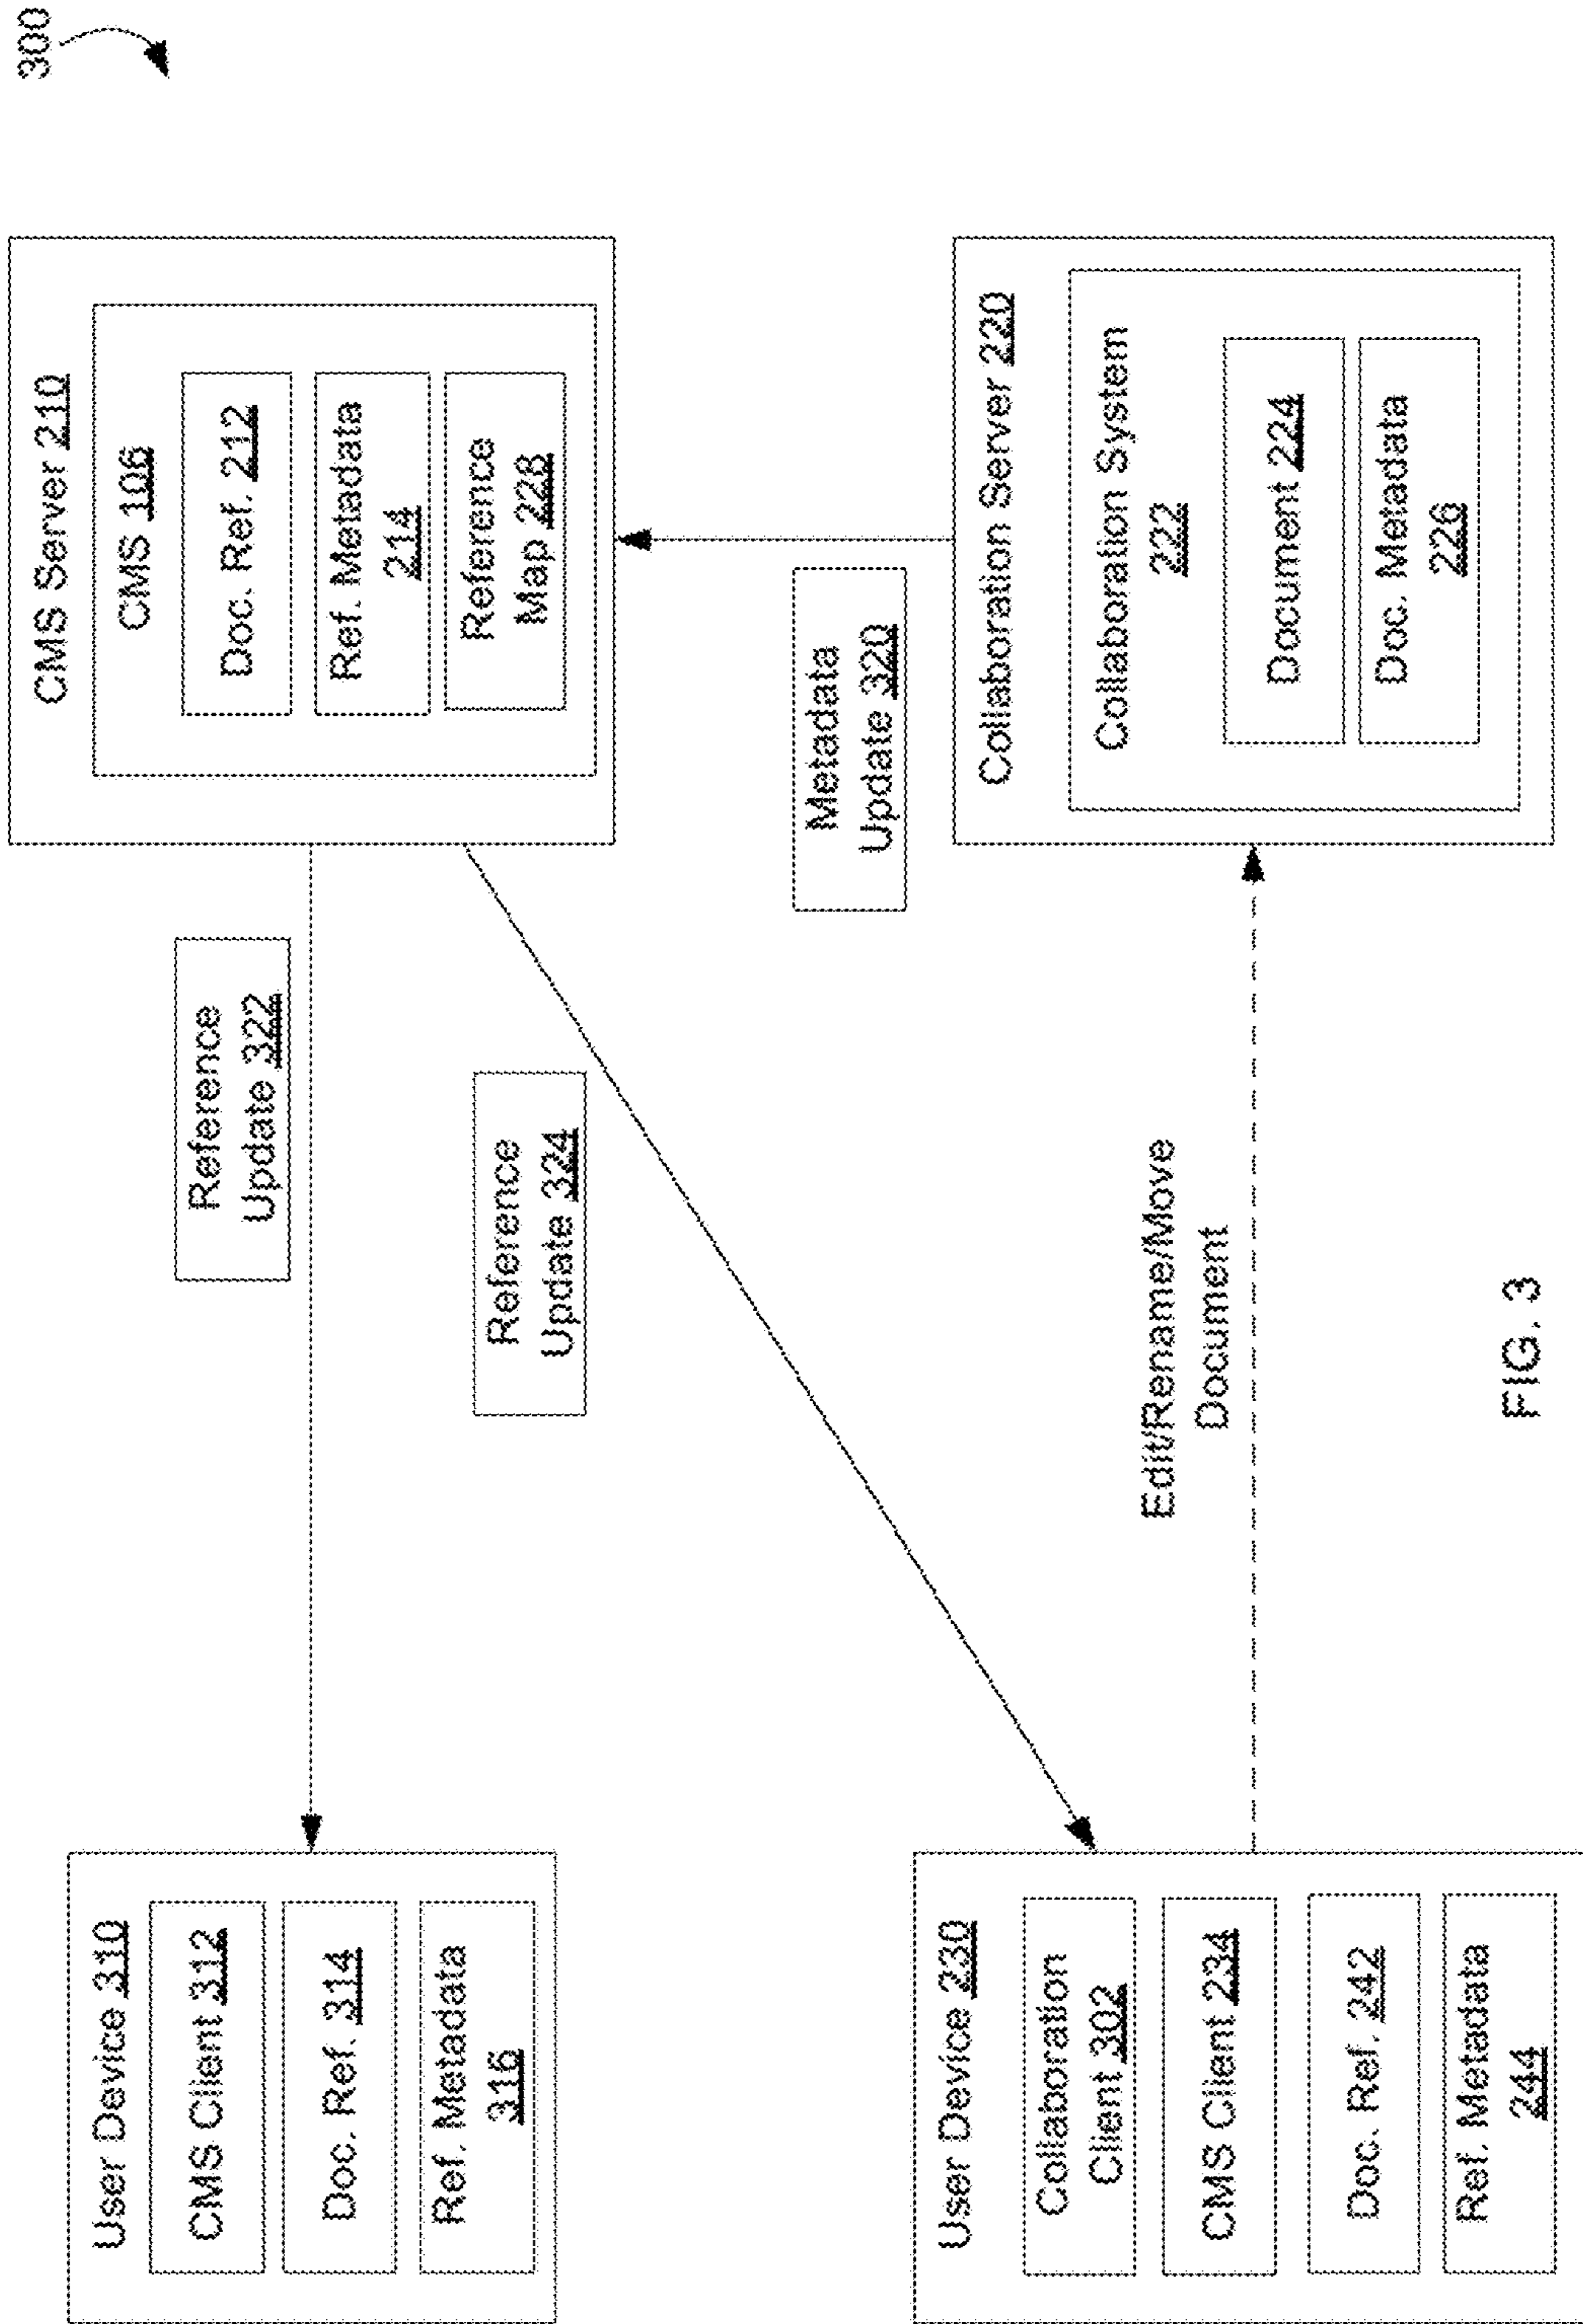 300
User Device 310
CMS Client 312
Doc. Ref. 314
Ref. Metadata
316
Reference
Update 322
CMS Server 210
CMS 106
Doc. Ref. 212
Ref. Metadata
214
Reference
Map 228
Reference
Update 324
Metadata
Update 320
User Device 230
Collaboration
Client 302
CMS Client 234
Doc. Ref. 242
Ref. Metadata
244
Edit/Rename/Move
Document
Collaboration Server 220
Collaboration System
222
Document 224
Doc. Metadata
226
FIG. 3